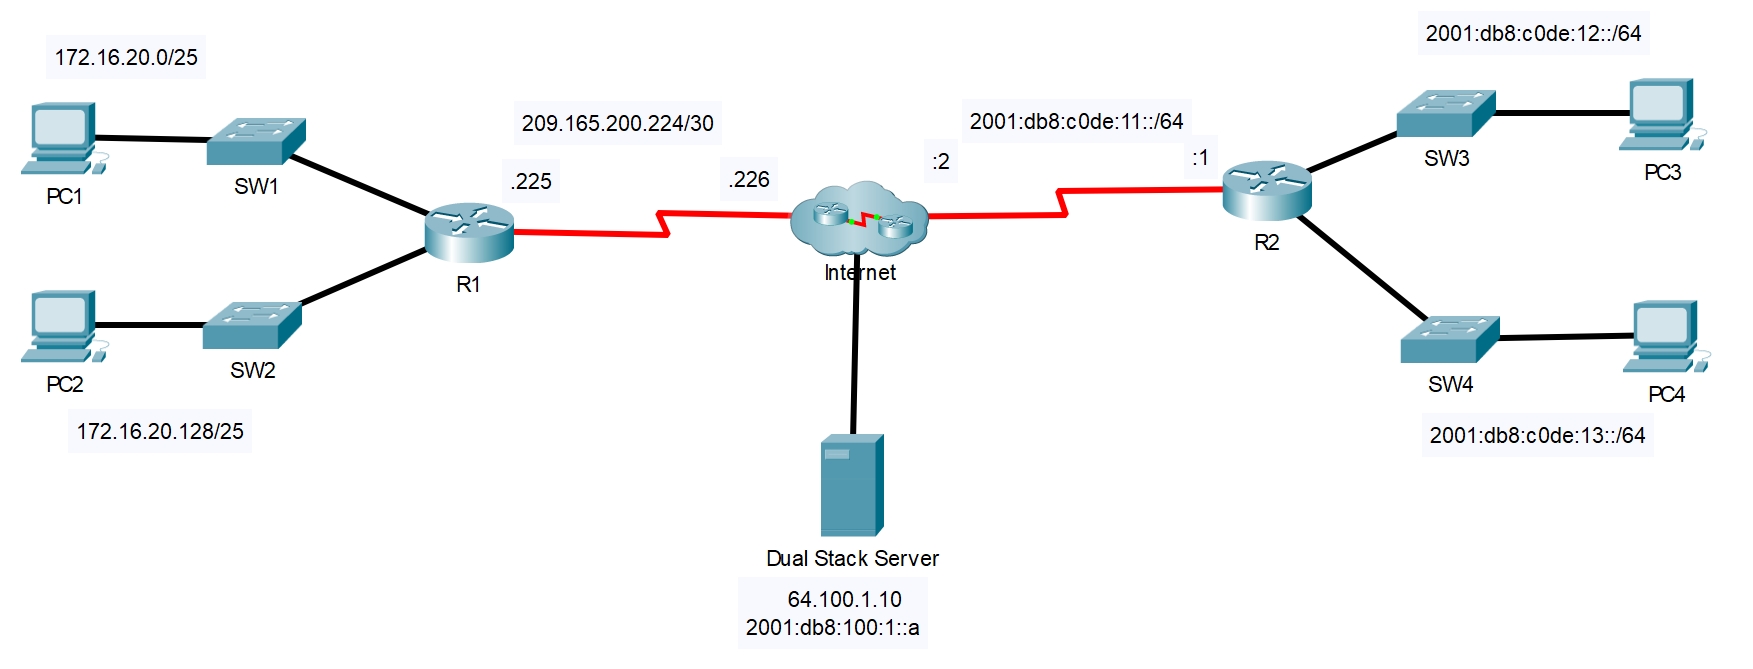 172.16.20.0/25
PC1
SW1
209.165.200.224/30
.225
.226
R1
PC2
SW2
172.16.20.128/25
Internet
2001:db8:c0de:11::/64
:2
:1
R2
2001:db8:c0de:12::/64
SW3
PC3
SW4
PC4
2001:db8:c0de:13::/64
Dual Stack Server
64.100.1.10
2001:db8:100:1::a